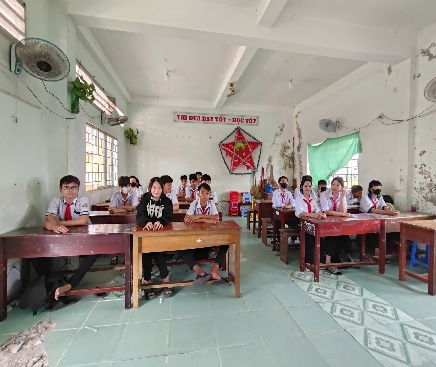 THI ĐUA DẠY TỐT - HỌC TỐT